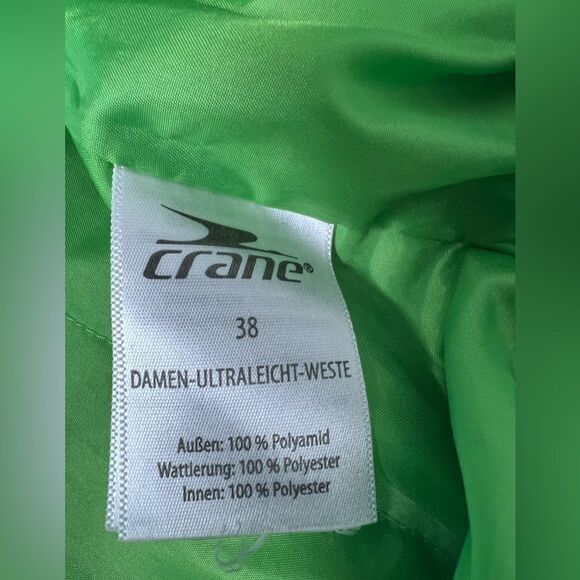 crane®
38
DAMEN-ULTRALEICHT-WESTE
Außen: 100 % Polyamid
Wattierung: 100 % Polyester
Innen: 100 % Polyester